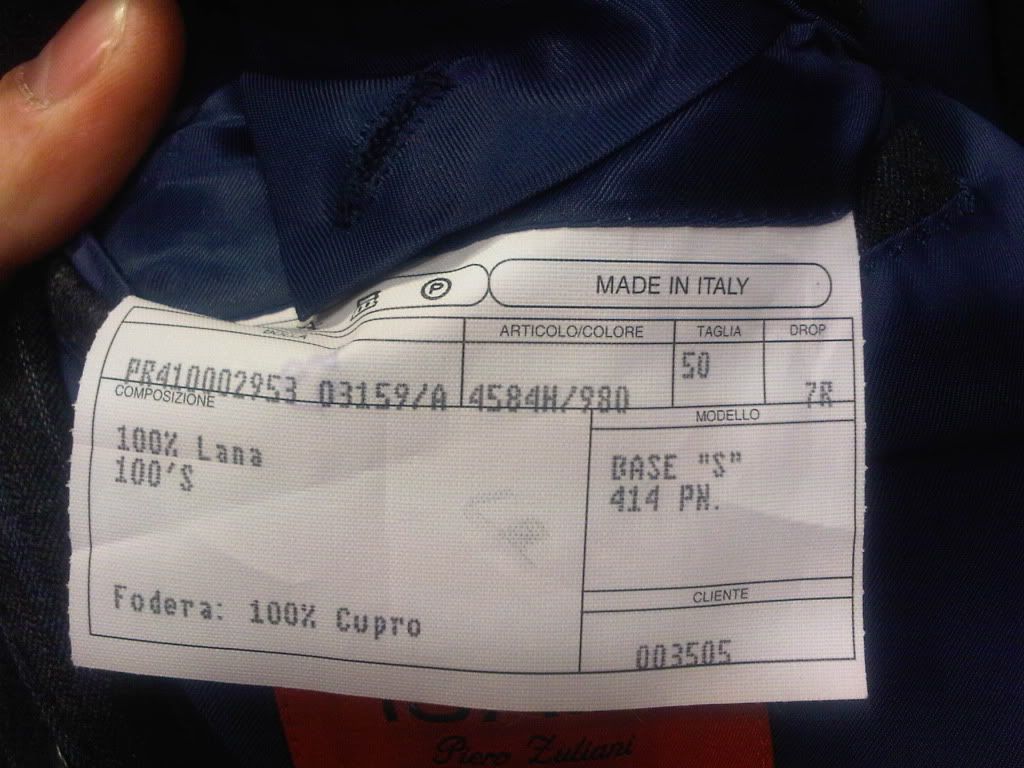 P MADE IN ITALY
ARTICOLO/COLORE TAGLIA DROP
PR410002953 03159/A 4584H/980 50 7R
COMPOSIZIONE MODELLO
100% Lana
100'S
BASE "S"
414 PN.
Fodera: 100% Cupro
CLIENTE
003505
Piero Zuliani